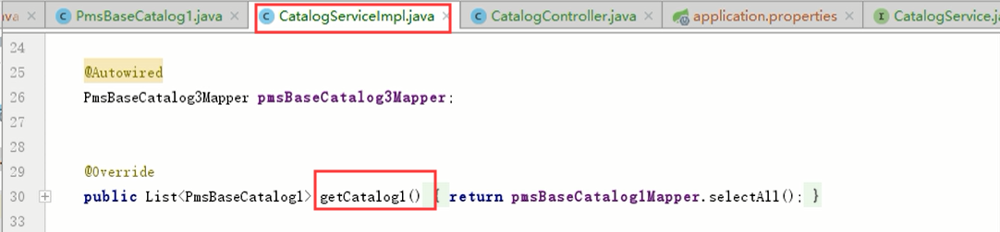 ava PmsBaseCatalog1.java CatalogServiceImpl.java CatalogController.java application.properties CatalogService.ja
24
25 @Autowired
26 PmsBaseCatalog3Mapper pmsBaseCatalog3Mapper;
27
28
29 @Override
30 public List<PmsBaseCatalog1> getCatalog1() { return pmsBaseCatalog1Mapper.selectAll(); }
33